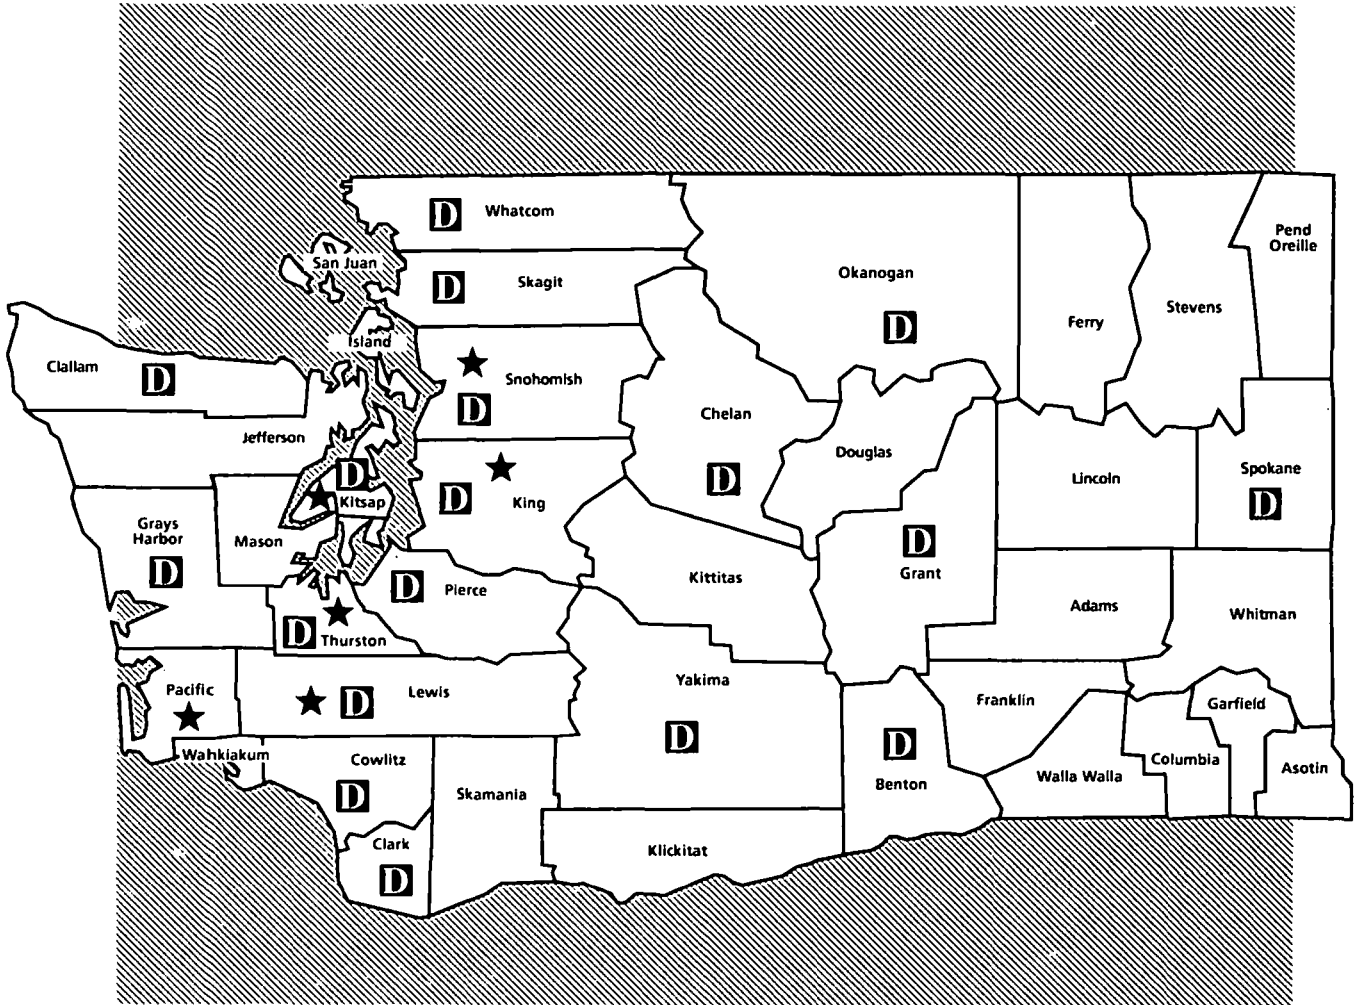 D Whatcom
San Juan
D Skagit
Okanogan
D
Pend
Oreille
Stevens
Ferry
Island
Clallam D
Snohomish
D
Chelan
D
Jefferson
Douglas
Lincoln
Spokane
D
D
Kitsap
D King
Grays
Harbor
D
Mason
D
Grant
Kittitas
D Pierce
Adams
Whitman
D Thurston
Pacific
D Lewis
Yakima
D
Franklin
Garfield
Wahkiakum
Cowlitz
D
Skamania
D
Benton
Walla Walla
Columbia
Asotin
Clark
D
Klickitat